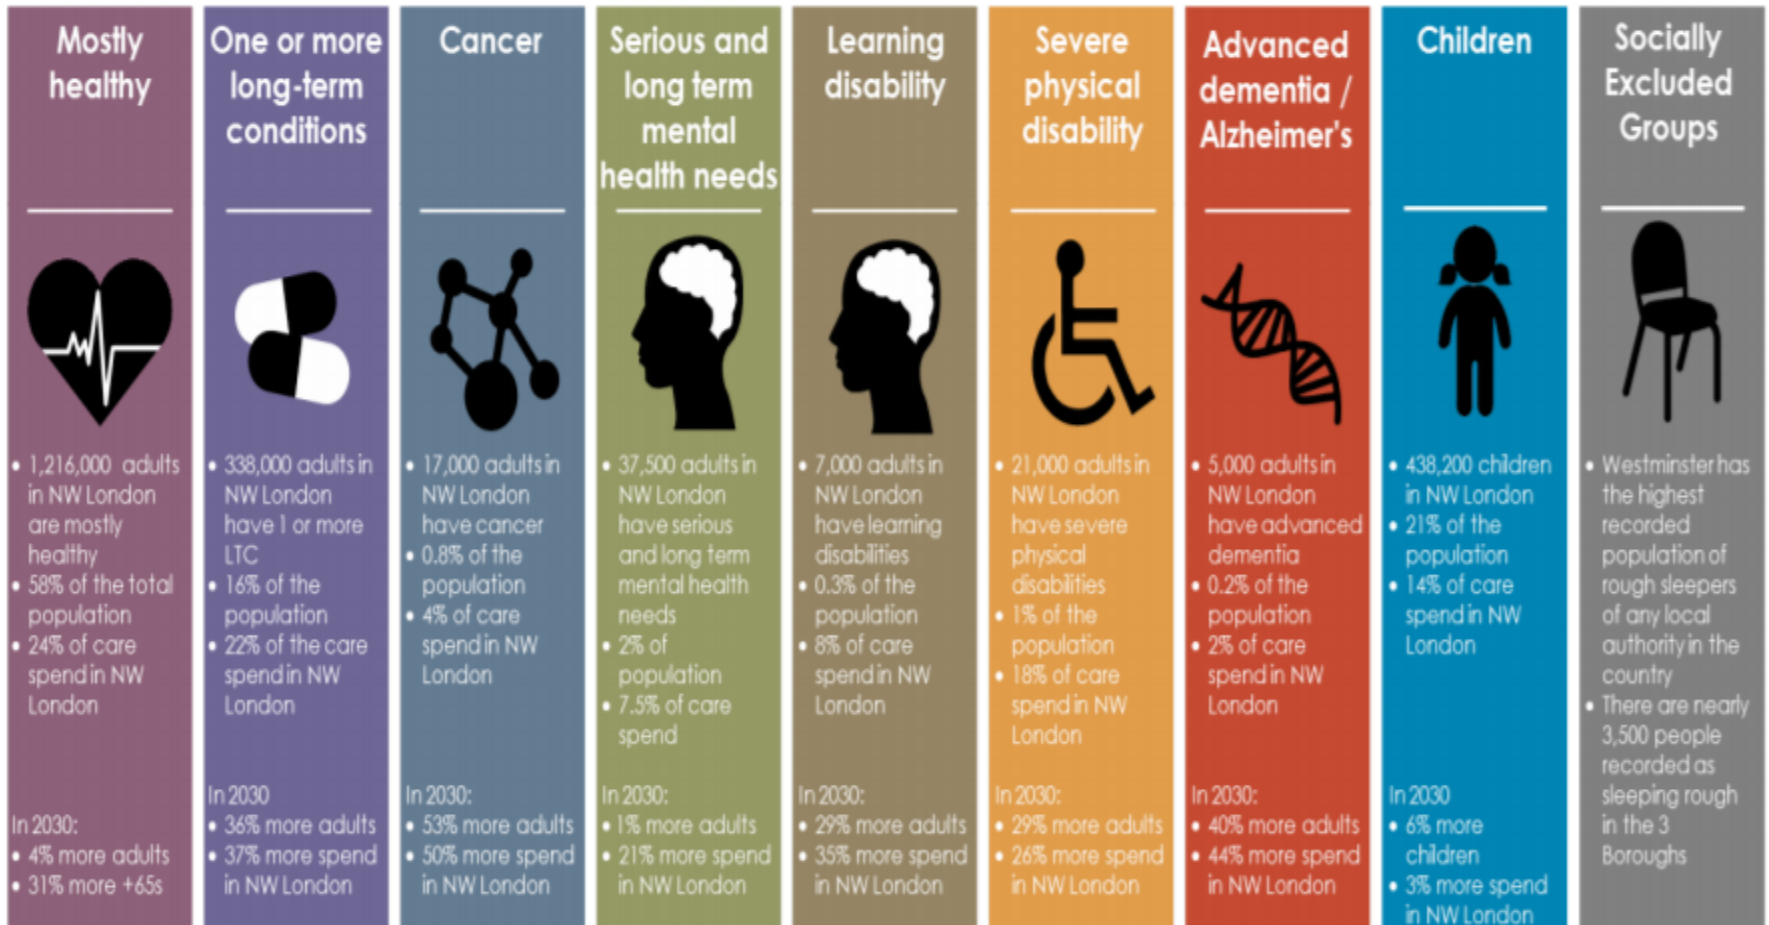 Mostly
healthy
• 1,216,000 adults
in NW London
are mostly
healthy
• 58% of the total
population
• 24% of care
spend in NW
London
In 2030:
• 4% more adults
• 31% more +65s
One or more
long-term
conditions
• 338,000 adults in
NW London
have 1 or more
LTC
• 16% of the
population
• 22% of the care
spend in NW
London
In 2030
• 36% more adults
• 37% more spend
in NW London
Cancer
• 17,000 adults in
NW London
have cancer
• 0.8% of the
population
• 4% of care
spend in NW
London
In 2030:
• 53% more adults
• 50% more spend
in NW London
Serious and
long term
mental
health needs
• 37,500 adults in
NW London
have serious
and long term
mental health
needs
• 2% of
population
• 7.5% of care
spend
In 2030:
• 1% more adults
• 21% more spend
in NW London
Learning
disability
• 7,000 adults in
NW London
have learning
disabilities
• 0.3% of the
population
• 8% of care
spend in NW
London
In 2030:
• 29% more adults
• 35% more spend
in NW London
Severe
physical
disability
• 21,000 adults in
NW London
have severe
physical
disabilities
• 1% of the
population
• 18% of care
spend in NW
London
In 2030:
• 29% more adults
• 26% more spend
in NW London
Advanced
dementia /
Alzheimer's
• 5,000 adults in
NW London
have advanced
dementia
• 0.2% of the
population
• 2% of care
spend in NW
London
In 2030:
• 40% more adults
• 44% more spend
in NW London
Children
• 438,200 children
in NW London
• 21% of the
population
• 14% of care
spend in NW
London
In 2030
• 6% more
children
• 3% more spend
in NW London
Socially
Excluded
Groups
• Westminster has
the highest
recorded
population of
rough sleepers
of any local
authority in the
country
• There are nearly
3,500 people
recorded as
sleeping rough
in the 3
Boroughs